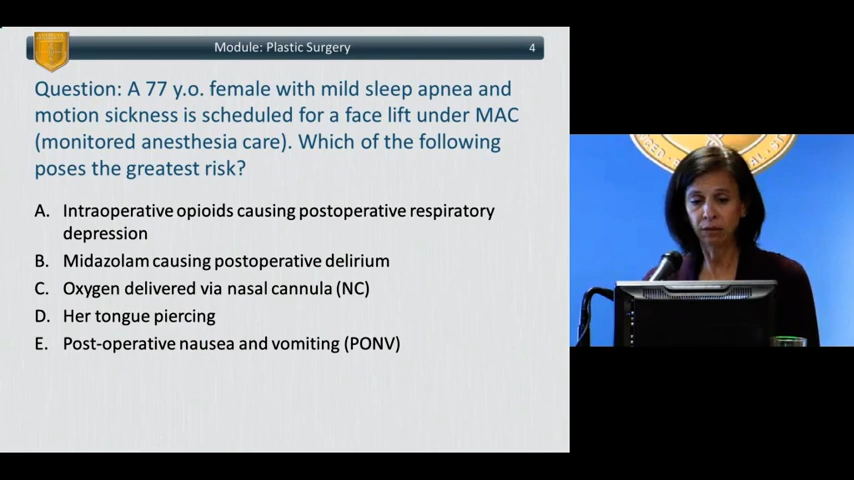 Module: Plastic Surgery
4
Question: A 77 y.o. female with mild sleep apnea and
motion sickness is scheduled for a face lift under MAC
(monitored anesthesia care). Which of the following
poses the greatest risk?
A. Intraoperative opioids causing postoperative respiratory
depression
B. Midazolam causing postoperative delirium
C. Oxygen delivered via nasal cannula (NC)
D. Her tongue piercing
E. Post-operative nausea and vomiting (PONV)